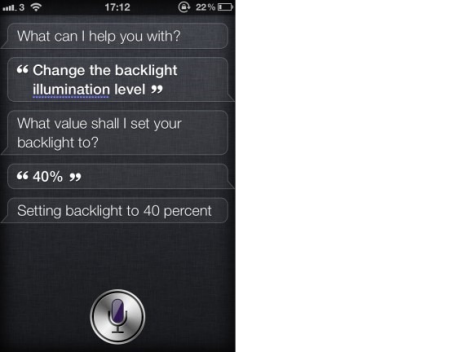 3 17:12 22%
What can I help you with?
“ Change the backlight
illumination level ”
What value shall I set your
backlight to?
“ 40% ”
Setting backlight to 40 percent